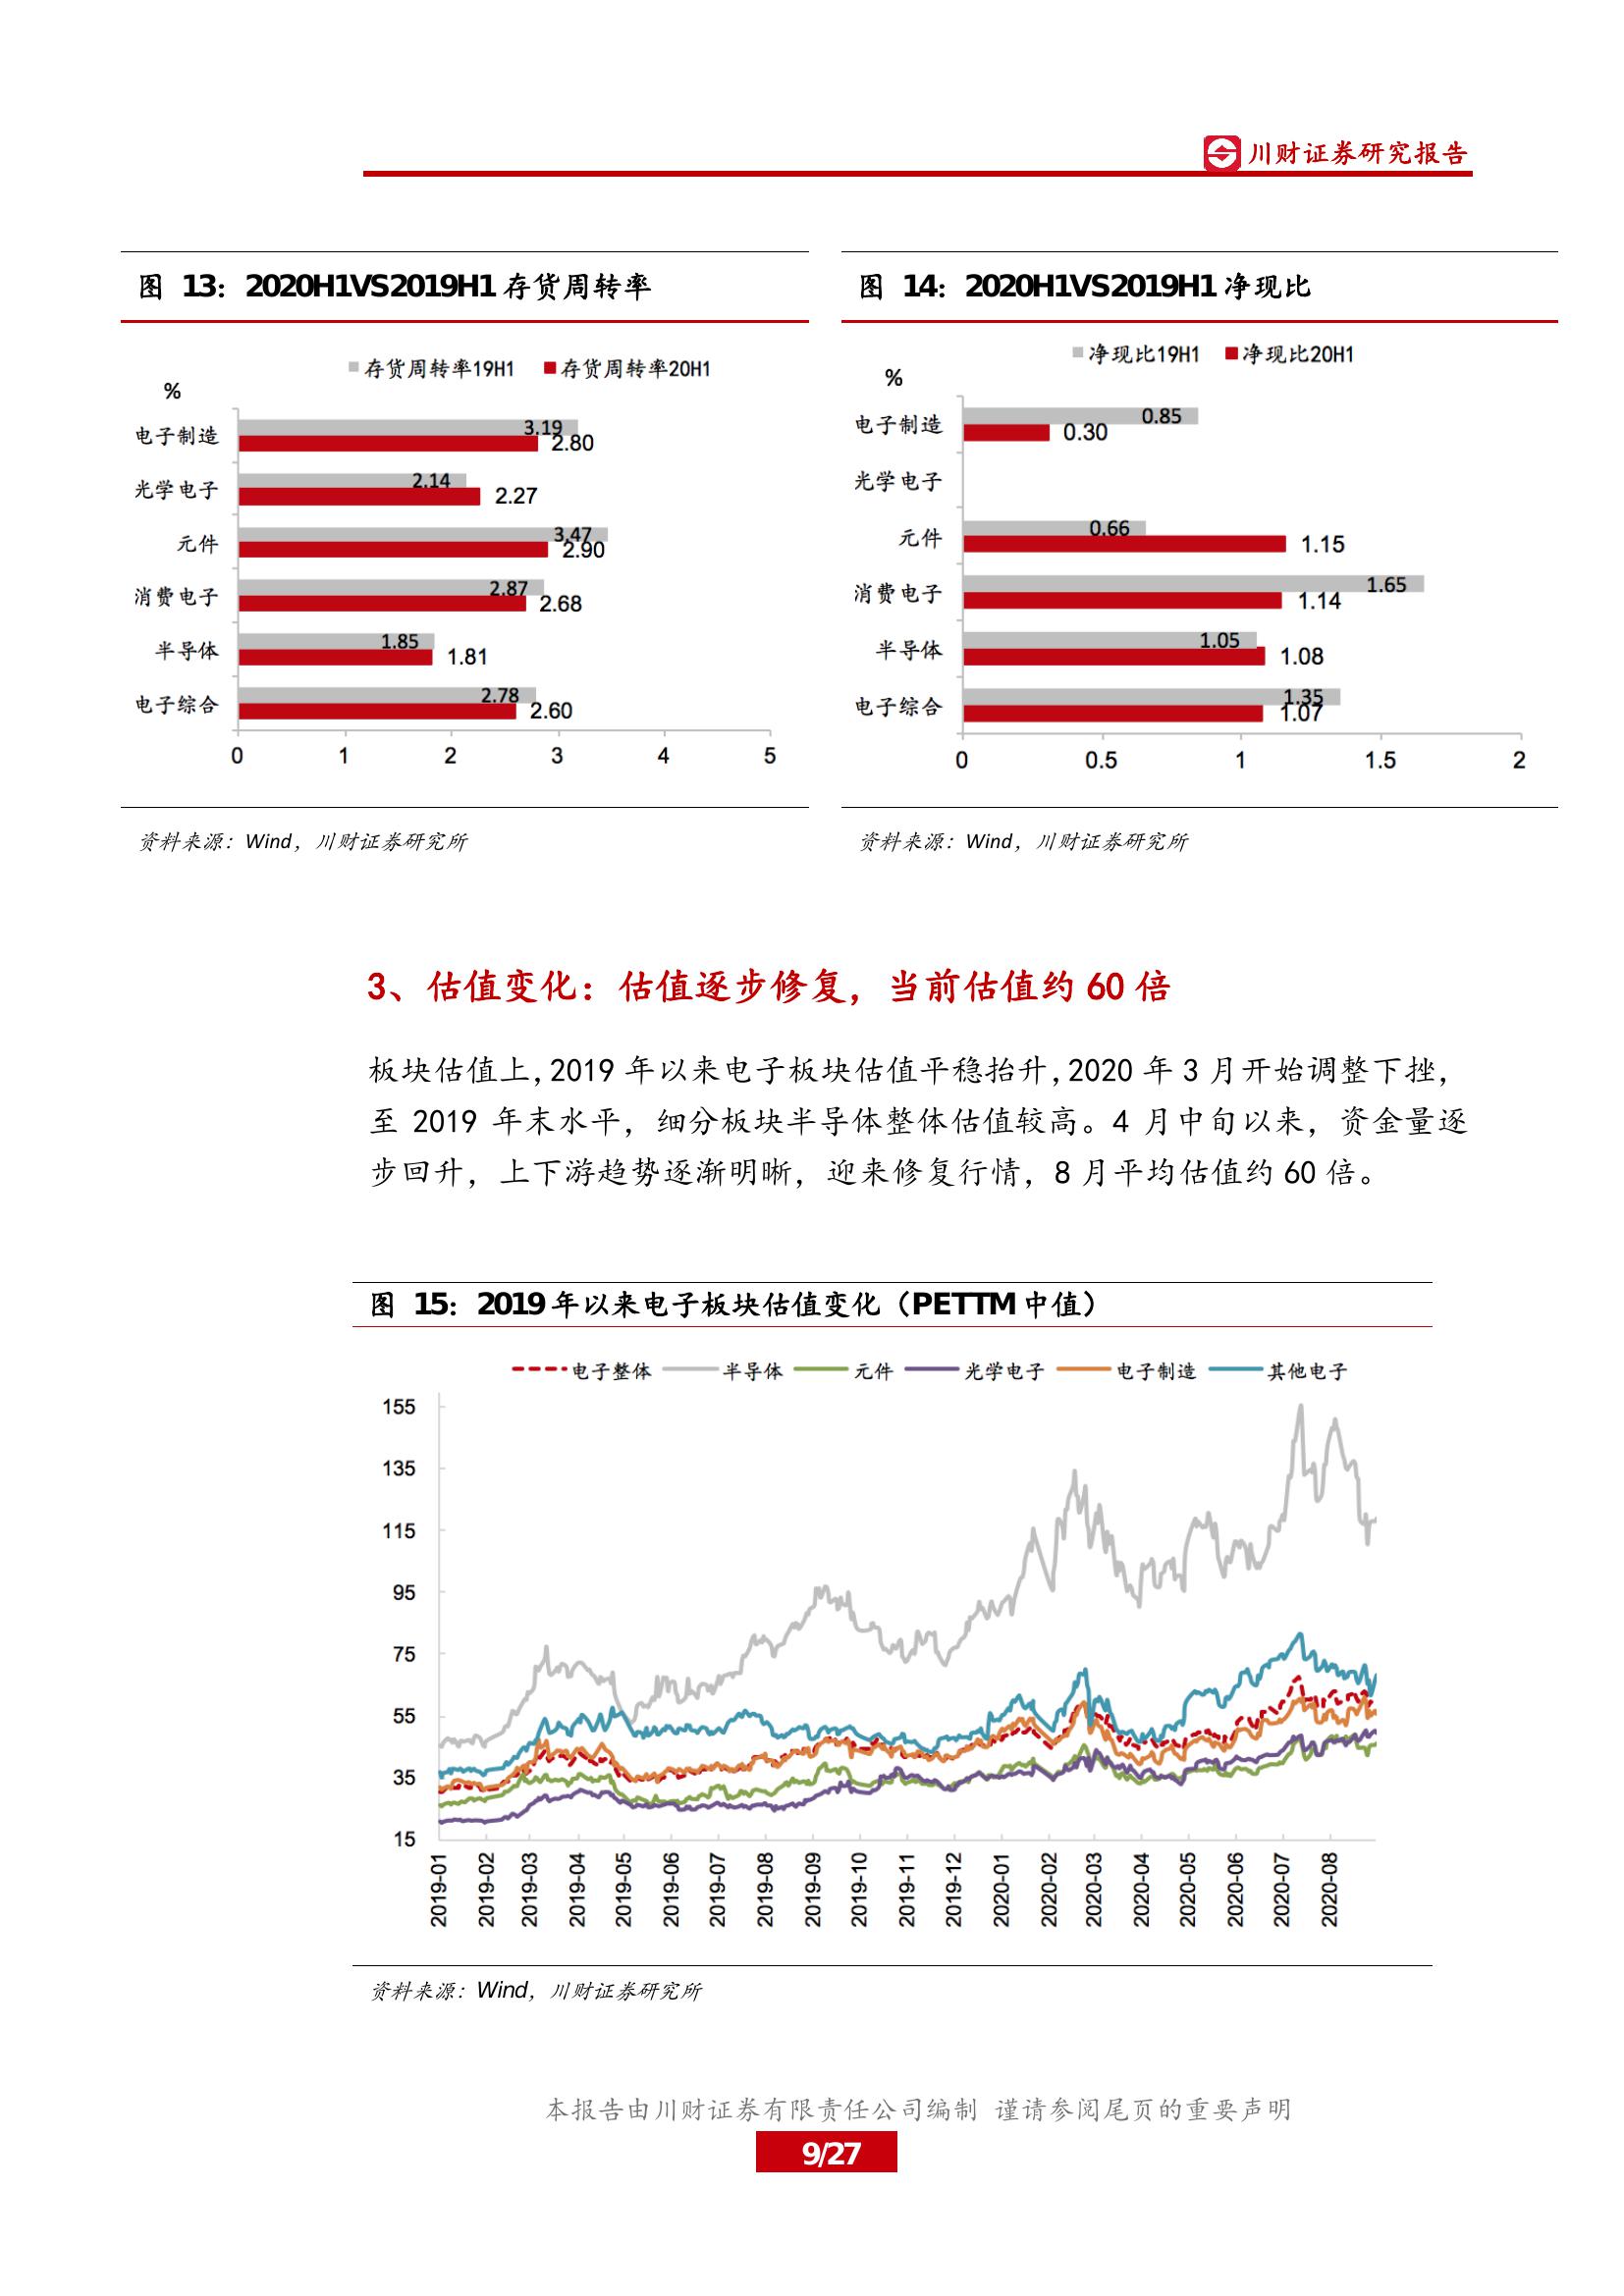 川财证券研究报告
图 13：2020H1VS2019H1 存货周转率
存货周转率19H1 存货周转率20H1
%
电子制造 3.19 2.80
光学电子 2.14 2.27
元件 3.47 2.90
消费电子 2.87 2.68
半导体 1.85 1.81
电子综合 2.78 2.60
0 1 2 3 4 5
资料来源：Wind，川财证券研究所
图 14：2020H1VS2019H1 净现比
净现比19H1 净现比20H1
%
电子制造 0.85 0.30
光学电子
元件 0.66 1.15
消费电子 1.65 1.14
半导体 1.05 1.08
电子综合 1.35 1.07
0 0.5 1 1.5 2
资料来源：Wind，川财证券研究所
3、估值变化：估值逐步修复，当前估值约 60 倍
板块估值上，2019 年以来电子板块估值平稳抬升，2020 年 3 月开始调整下挫，
至 2019 年末水平，细分板块半导体整体估值较高。4 月中旬以来，资金量逐
步回升，上下游趋势逐渐明晰，迎来修复行情，8 月平均估值约 60 倍。
图 15：2019 年以来电子板块估值变化（PETTM 中值）
电子整体 半导体 元件 光学电子 电子制造 其他电子
155
135
115
95
75
55
35
15
2019-01 2019-02 2019-03 2019-04 2019-05 2019-06 2019-07 2019-08 2019-09 2019-10 2019-11 2019-12 2020-01 2020-02 2020-03 2020-04 2020-05 2020-06 2020-07 2020-08
资料来源：Wind，川财证券研究所
本报告由川财证券有限责任公司编制 谨请参阅尾页的重要声明
9/27